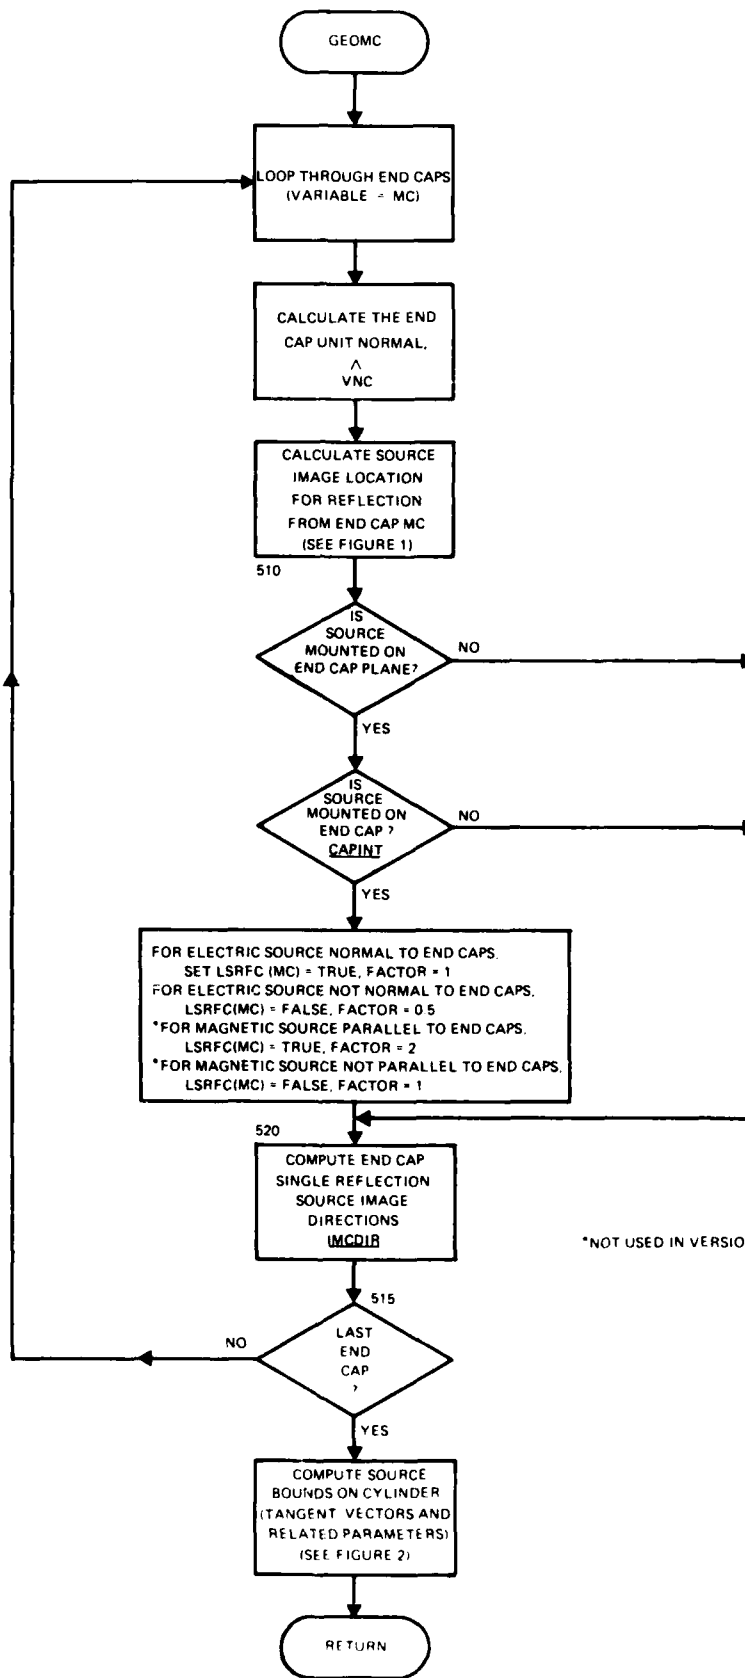 GEOMC
LOOP THROUGH END CAPS
(VARIABLE = MC)
CALCULATE THE END
CAP UNIT NORMAL,
^
VNC
CALCULATE SOURCE
IMAGE LOCATION
FOR REFLECTION
FROM END CAP MC
(SEE FIGURE 1)
510
IS
SOURCE
MOUNTED ON
END CAP PLANE?
NO
YES
IS
SOURCE
MOUNTED ON
END CAP ?
CAPINT
NO
YES
FOR ELECTRIC SOURCE NORMAL TO END CAPS,
SET LSRFC (MC) = TRUE, FACTOR = 1
FOR ELECTRIC SOURCE NOT NORMAL TO END CAPS,
LSRFC(MC) = FALSE, FACTOR = 0.5
*FOR MAGNETIC SOURCE PARALLEL TO END CAPS,
LSRFC(MC) = TRUE, FACTOR = 2
*FOR MAGNETIC SOURCE NOT PARALLEL TO END CAPS,
LSRFC(MC) = FALSE, FACTOR = 1
520
COMPUTE END CAP
SINGLE REFLECTION
SOURCE IMAGE
DIRECTIONS
IMCDIR
*NOT USED IN VERSIO
515
LAST
END
CAP
?
NO
YES
COMPUTE SOURCE
BOUNDS ON CYLINDER
(TANGENT VECTORS AND
RELATED PARAMETERS)
(SEE FIGURE 2)
RETURN